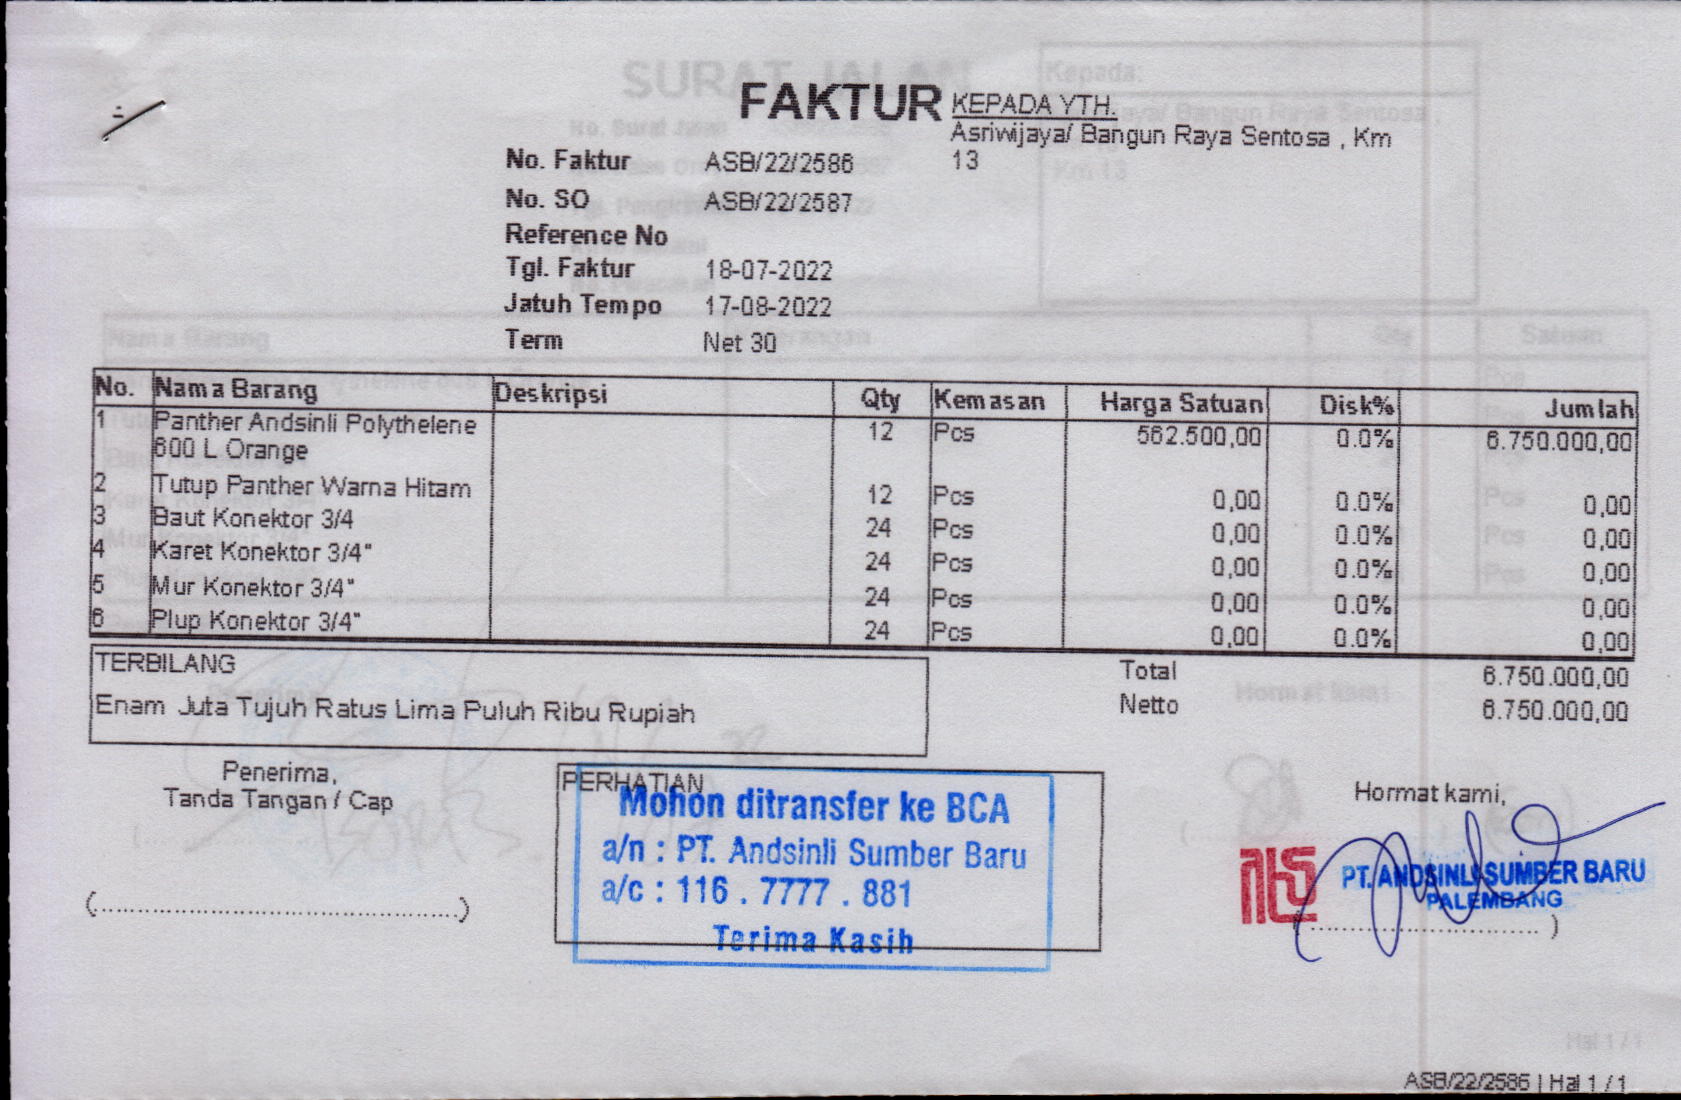 FAKTUR
KEPADA YTH.
Asriwijaya/ Bangun Raya Sentosa , Km
13
No. Faktur ASB/22/2586
No. SO ASB/22/2587
Reference No
Tgl. Faktur 18-07-2022
Jatuh Tempo 17-08-2022
Term Net 30
No. Nama Barang Deskripsi Qty Kemasan Harga Satuan Disk% Jumlah
1 Panther Andsinli Polythelene 12 Pcs 562.500,00 0.0% 6.750.000,00
600 L Orange
2 Tutup Panther Warna Hitam 12 Pcs 0,00 0.0% 0,00
3 Baut Konektor 3/4 24 Pcs 0,00 0.0% 0,00
4 Karet Konektor 3/4" 24 Pcs 0,00 0.0% 0,00
5 Mur Konektor 3/4" 24 Pcs 0,00 0.0% 0,00
6 Plup Konektor 3/4" 24 Pcs 0,00 0.0% 0,00
TERBILANG
Enam Juta Tujuh Ratus Lima Puluh Ribu Rupiah
Total 6.750.000,00
Netto 6.750.000,00
Penerima,
Tanda Tangan / Cap
(..........................................)
PERHATIAN
Mohon ditransfer ke BCA
a/n : PT. Andsinli Sumber Baru
a/c : 116 . 7777 . 881
Terima Kasih
Hormat kami,
PT. ANDSINLI SUMBER BARU
PALEMBANG
(..............................)
ASB/22/2586 | Hal 1 / 1